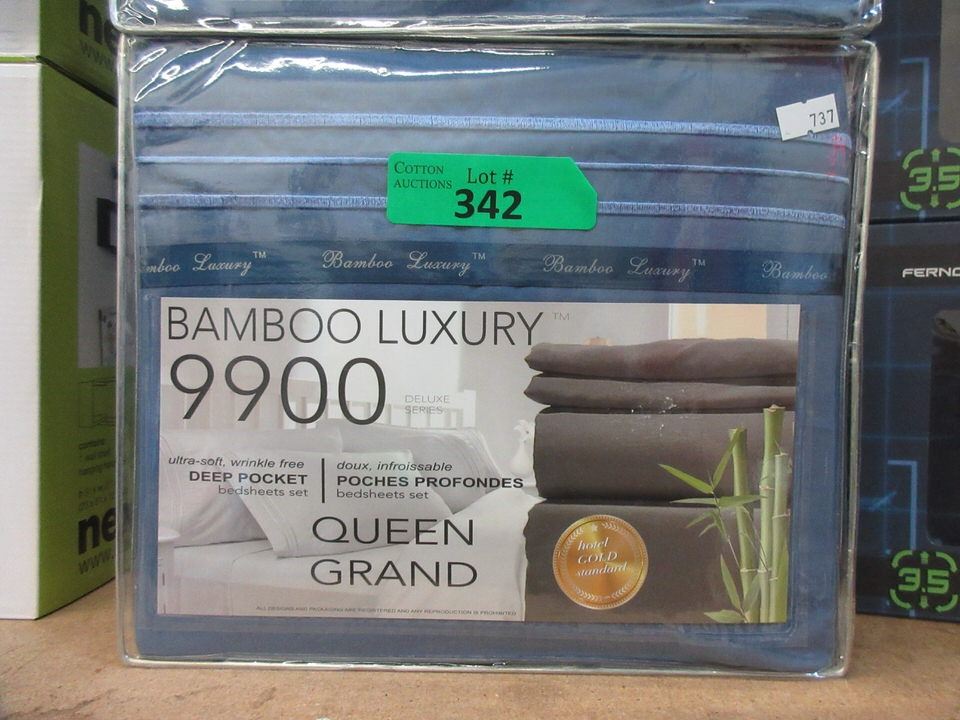 737
COTTON
AUCTIONS
Lot #
342
Luxury™
Bamboo Luxury™
Bamboo Luxury™
Bamboo
BAMBOO LUXURY™
9900
DELUXE
SERIES
ultra-soft, wrinkle free
DEEP POCKET
bedsheets set
doux, infroissable
POCHES PROFONDES
bedsheets set
QUEEN
GRAND
hotel
GOLD
standard
ALL DESIGNS AND PACKAGING ARE REGISTERED AND ANY REPRODUCTION IS PROHIBITED
ne
www.
ne
www.
3.5
FERNO
3.5